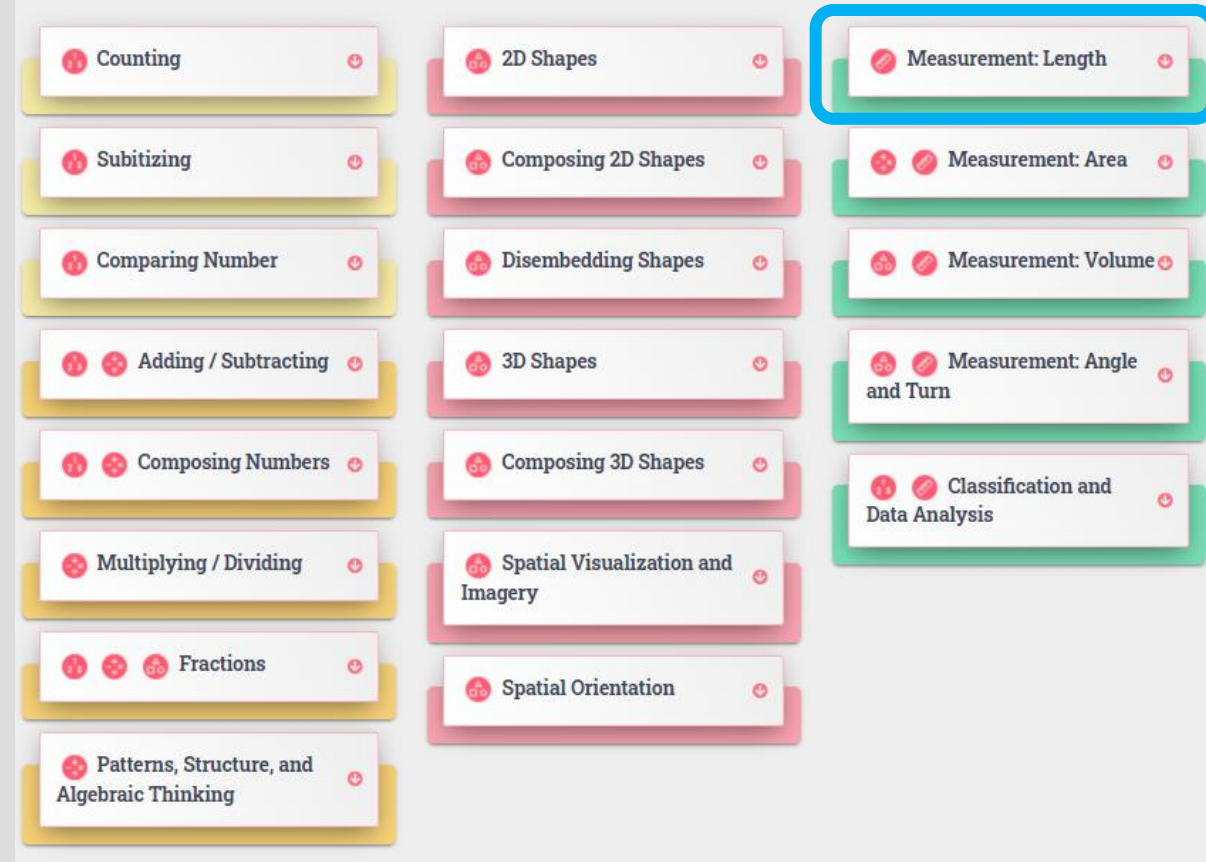 Counting
Subitizing
Comparing Number
Adding / Subtracting
Composing Numbers
Multiplying / Dividing
Fractions
Patterns, Structure, and
Algebraic Thinking
2D Shapes
Composing 2D Shapes
Disembedding Shapes
3D Shapes
Composing 3D Shapes
Spatial Visualization and
Imagery
Spatial Orientation
Measurement: Length
Measurement: Area
Measurement: Volume
Measurement: Angle
and Turn
Classification and
Data Analysis